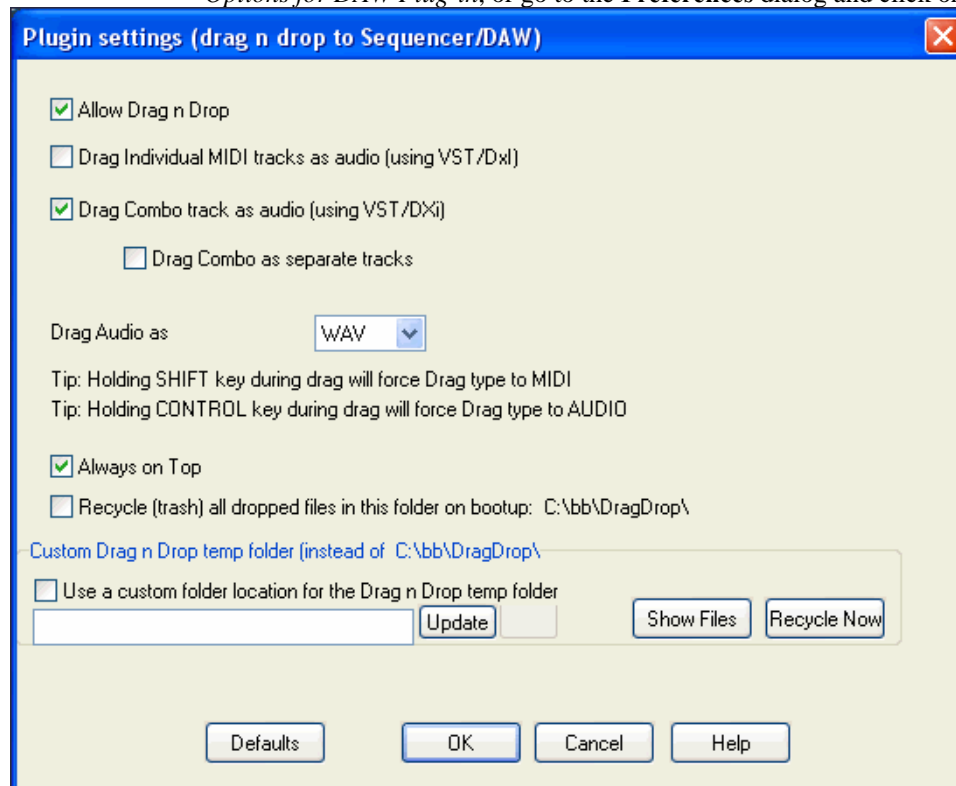 Options for DAW Plug-in, or go to the Preferences dialog and click on
Plugin settings (drag n drop to Sequencer/DAW)
Allow Drag n Drop
Drag Individual MIDI tracks as audio (using VST/DxI)
Drag Combo track as audio (using VST/DXi)
Drag Combo as separate tracks
Drag Audio as WAV
Tip: Holding SHIFT key during drag will force Drag type to MIDI
Tip: Holding CONTROL key during drag will force Drag type to AUDIO
Always on Top
Recycle (trash) all dropped files in this folder on bootup: C:\bb\DragDrop\
Custom Drag n Drop temp folder (instead of C:\bb\DragDrop\
Use a custom folder location for the Drag n Drop temp folder
Update Show Files Recycle Now
Defaults OK Cancel Help